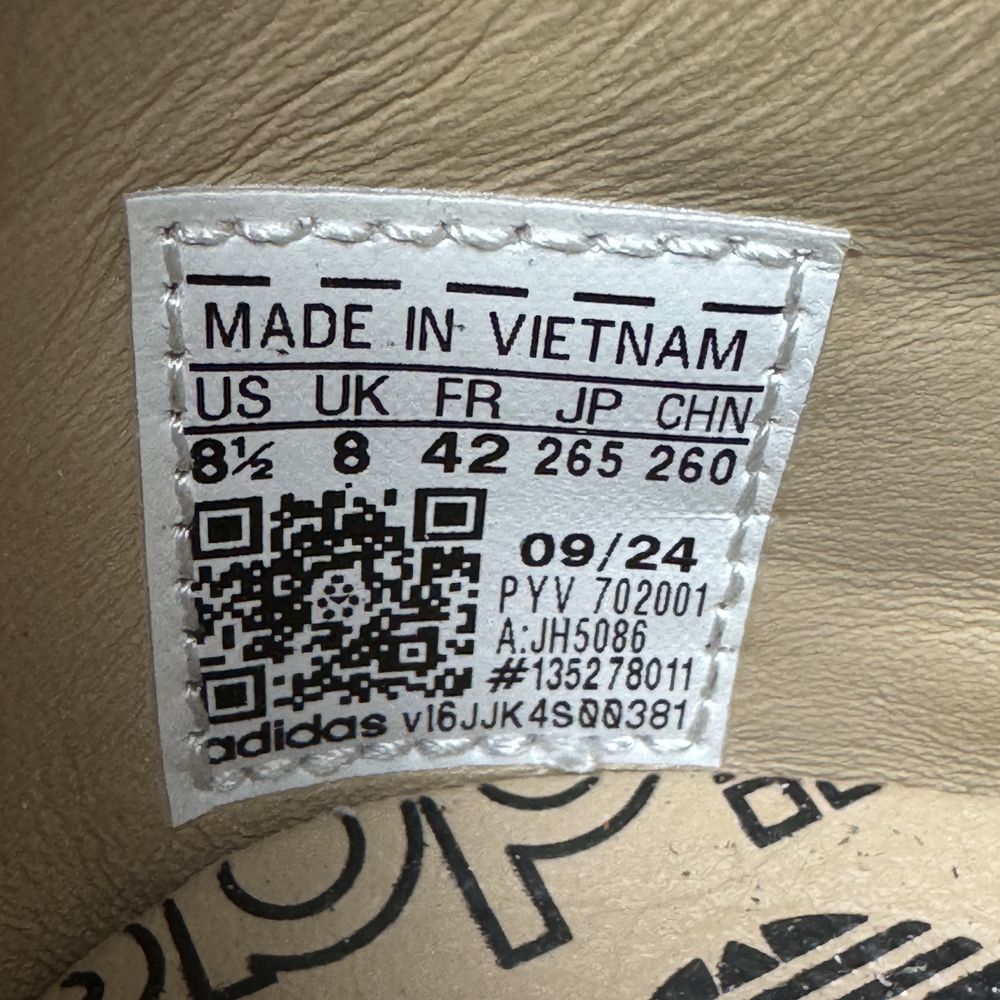 MADE IN VIETNAM
US UK FR JP CHN
8½ 8 42 265 260
09/24
PYV 702001
A:JH5086
#135278011
adidas vI6JJK4S00381